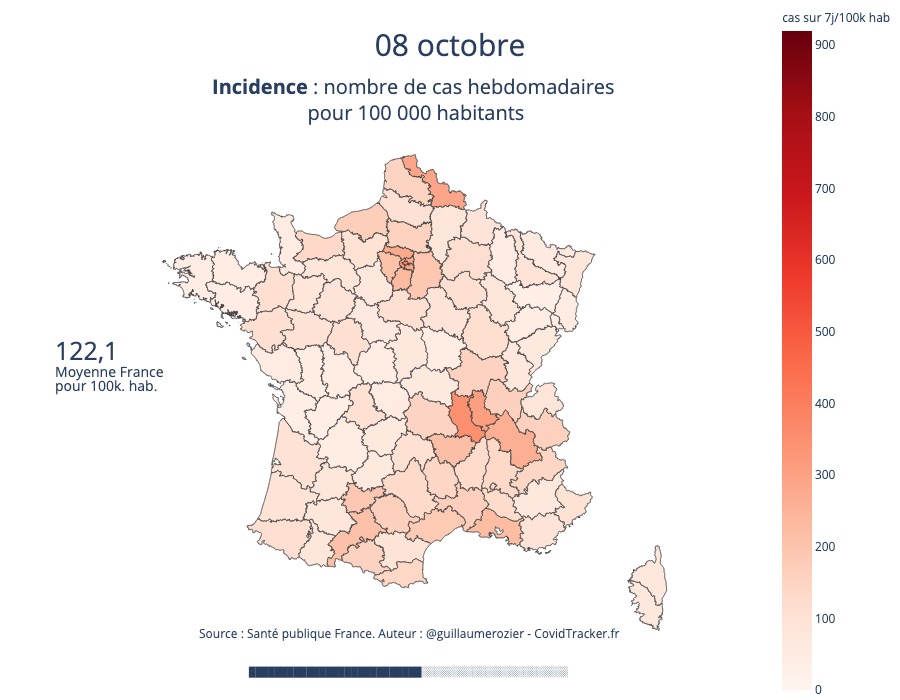 cas sur 7j/100k hab
08 octobre
Incidence : nombre de cas hebdomadaires
pour 100 000 habitants
900
800
700
600
500
400
300
200
100
0
122,1
Moyenne France
pour 100k. hab.
Source : Santé publique France. Auteur : @guillaumerozier - CovidTracker.fr